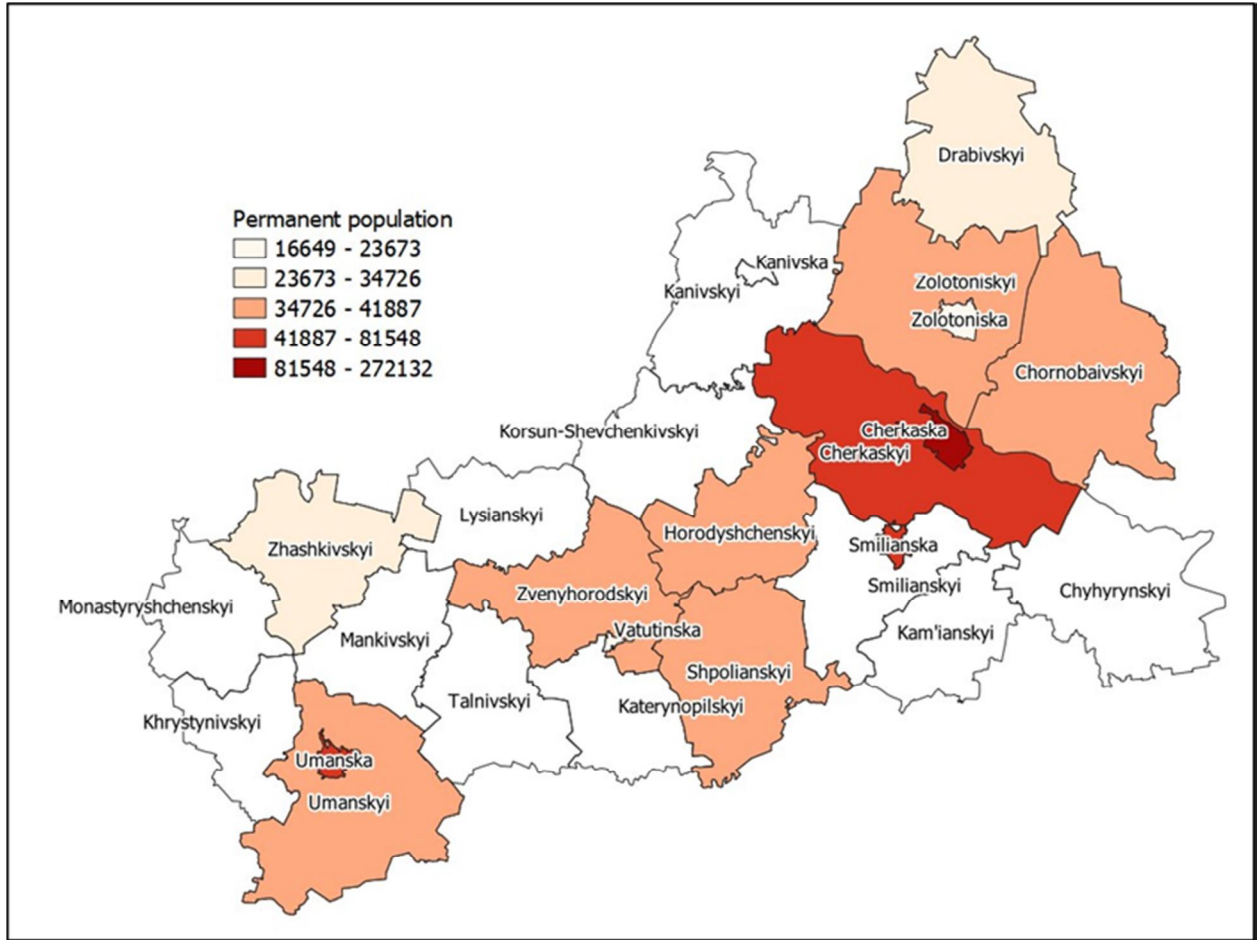 Permanent population
16649 - 23673
23673 - 34726
34726 - 41887
41887 - 81548
81548 - 272132
Drabivskyi
Kanivska
Kanivskyi
Zolotoniskyi
Zolotoniska
Chornobaivskyi
Korsun-Shevchenkivskyi
Cherkaska
Cherkaskyi
Lysianskyi
Horodyshchenskyi
Smilianska
Zhashkivskyi
Smilianskyi
Chyhyrynskyi
Zvenyhorodskyi
Monastyryshchenskyi
Vatutinska
Kam'ianskyi
Mankivskyi
Shpolianskyi
Talnivskyi
Katerynopilskyi
Khrystynivskyi
Umanska
Umanskyi